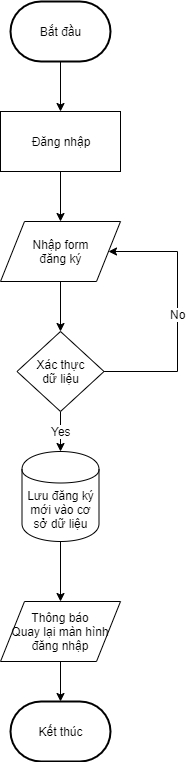 Bắt đầu
Đăng nhập
Nhập form
đăng ký
No
Xác thực
dữ liệu
Yes
Lưu đăng ký
mới vào cơ
sở dữ liệu
Thông báo
Quay lại màn hình
đăng nhập
Kết thúc